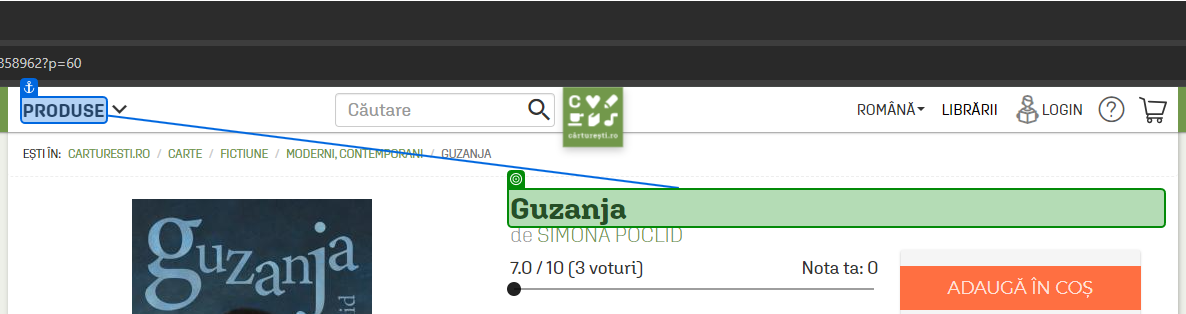 358962?p=60
PRODUSE
Căutare
cărturești.ro
ROMÂNĂ
LIBRĂRII
LOGIN
EȘTI ÎN: CARTURESTI.RO / CARTE / FICTIUNE / MODERNI, CONTEMPORANI / GUZANJA
Guzanja
de SIMONA POCLID
guzanja
id
7.0 / 10 (3 voturi)
Nota ta: 0
ADAUGĂ ÎN COȘ